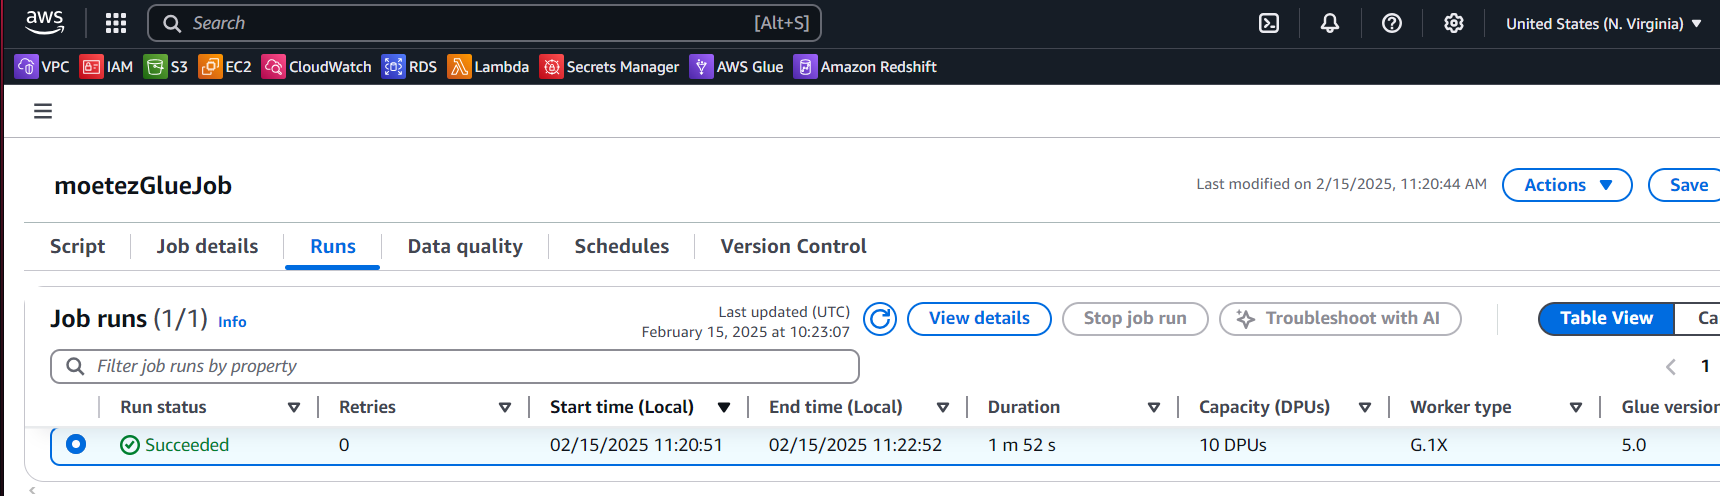 aws Search [Alt+S] United States (N. Virginia)
VPC IAM S3 EC2 CloudWatch RDS Lambda Secrets Manager AWS Glue Amazon Redshift
moetezGlueJob
Last modified on 2/15/2025, 11:20:44 AM Actions Save
Script Job details Runs Data quality Schedules Version Control
Job runs (1/1) Info
Last updated (UTC)
February 15, 2025 at 10:23:07
View details Stop job run Troubleshoot with AI Table View Ca
Filter job runs by property 1
Run status Retries Start time (Local) End time (Local) Duration Capacity (DPUs) Worker type Glue version
Succeeded 0 02/15/2025 11:20:51 02/15/2025 11:22:52 1 m 52 s 10 DPUs G.1X 5.0